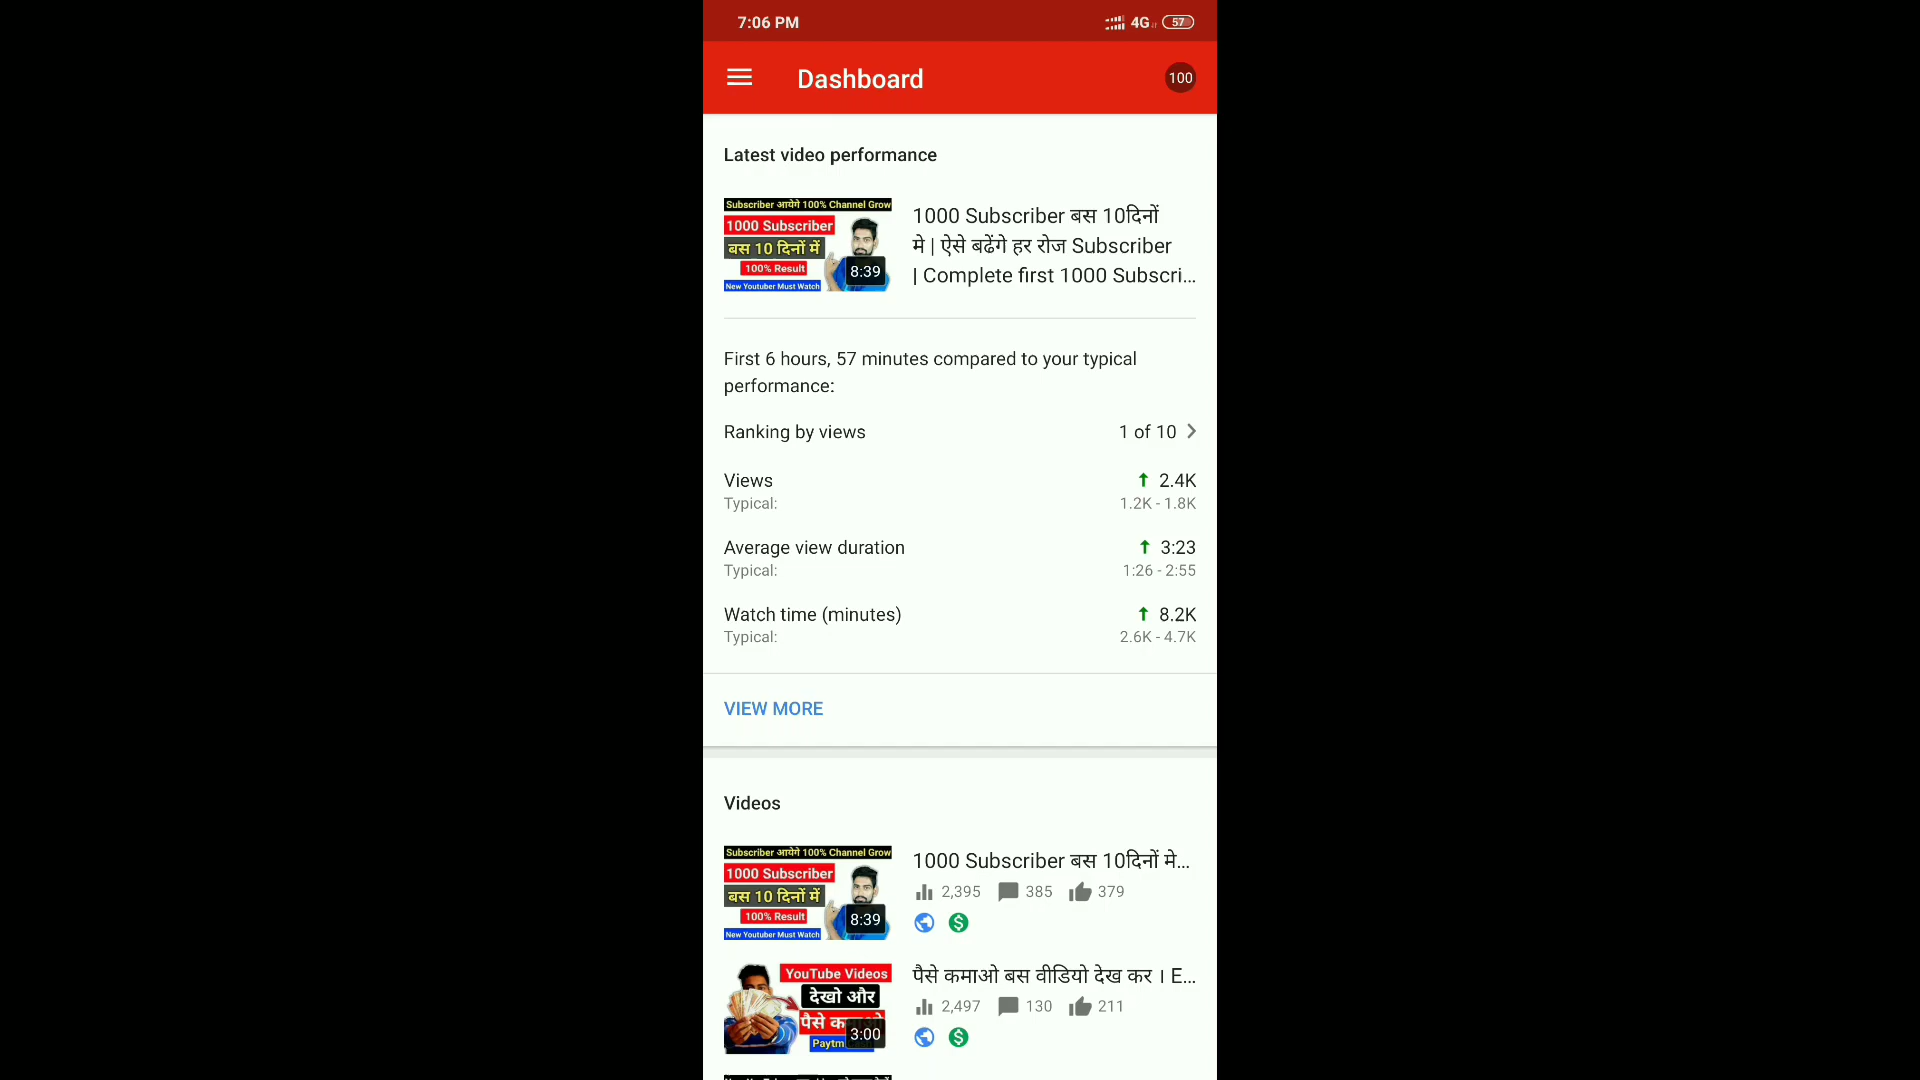 7:06 PM
4G
57
Dashboard
100
Latest video performance
Subscriber आयेगे 100% Channel Grow
1000 Subscriber
बस 10 दिनों में
100% Result
New Youtuber Must Watch
8:39
1000 Subscriber बस 10दिनों
मे | ऐसे बढेंगे हर रोज Subscriber
| Complete first 1000 Subscri...
First 6 hours, 57 minutes compared to your typical
performance:
Ranking by views 1 of 10
Views 2.4K
Typical: 1.2K - 1.8K
Average view duration 3:23
Typical: 1:26 - 2:55
Watch time (minutes) 8.2K
Typical: 2.6K - 4.7K
VIEW MORE
Videos
Subscriber आयेगे 100% Channel Grow
1000 Subscriber
बस 10 दिनों में
100% Result
New Youtuber Must Watch
8:39
1000 Subscriber बस 10दिनों मे...
2,395 385 379
YouTube Videos
देखो और
पैसे
Paytm
3:00
पैसे कमाओ बस वीडियो देख कर । E...
2,497 130 211